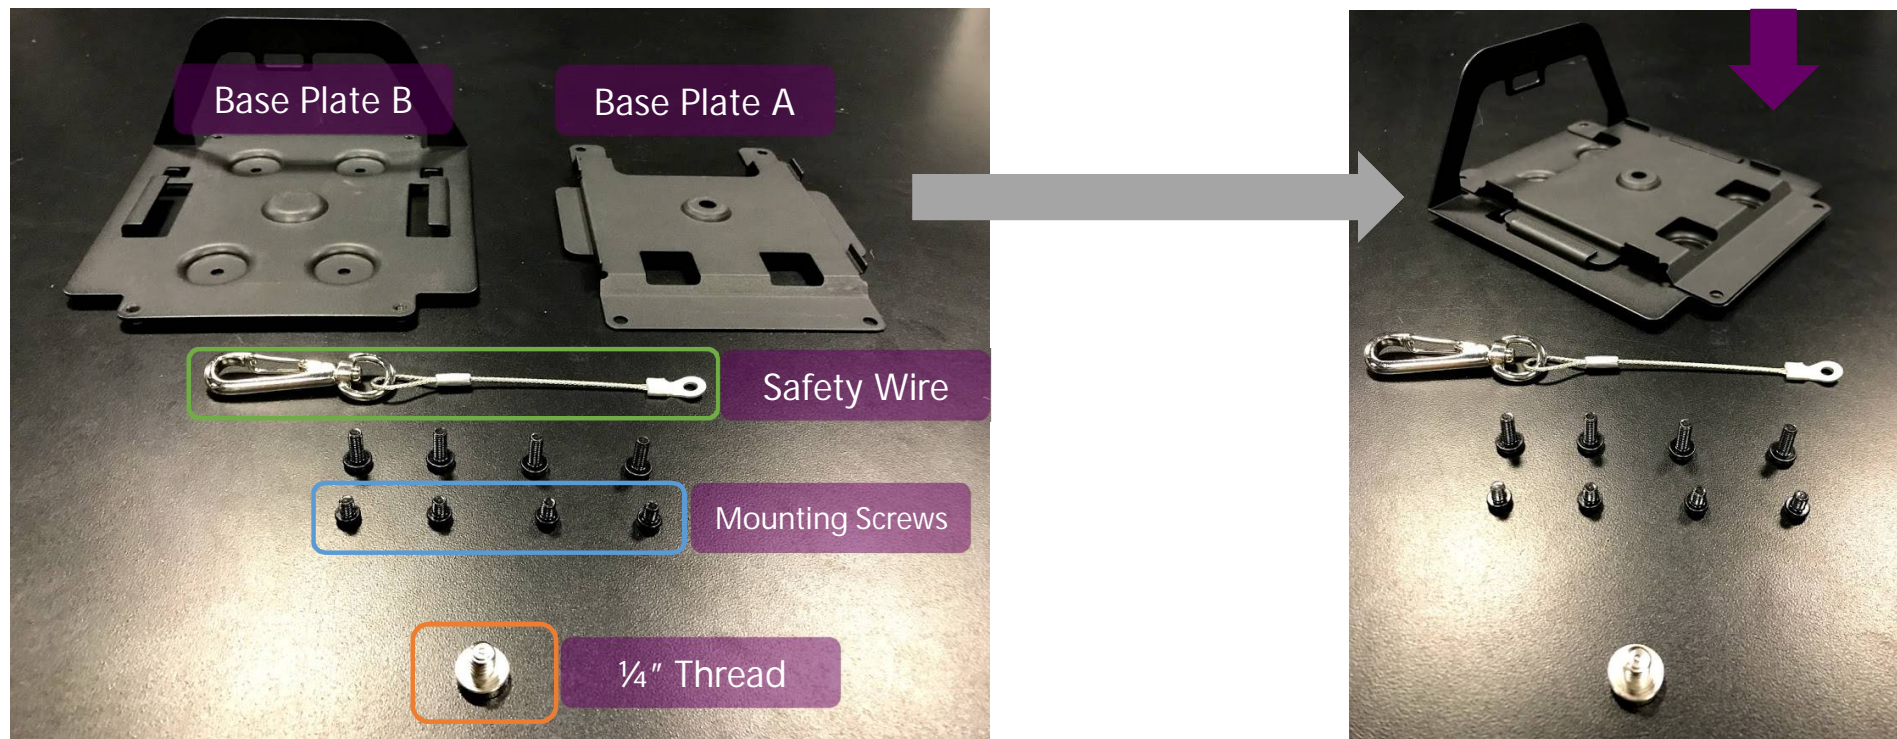 Base Plate B
Base Plate A
Safety Wire
Mounting Screws
¼” Thread